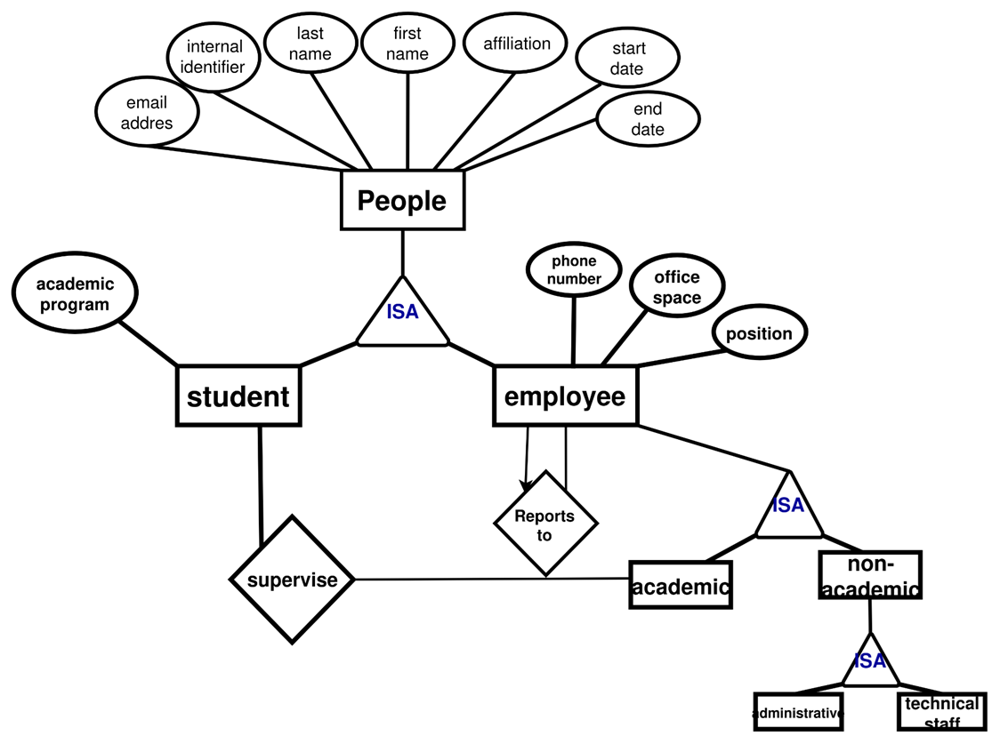 last
name
first
name
internal
identifier
affiliation
start
date
email
addres
end
date
People
phone
number
office
space
academic
program
ISA
position
student
employee
ISA
Reports
to
supervise
academic
non-
academic
ISA
administrative
technical
staff